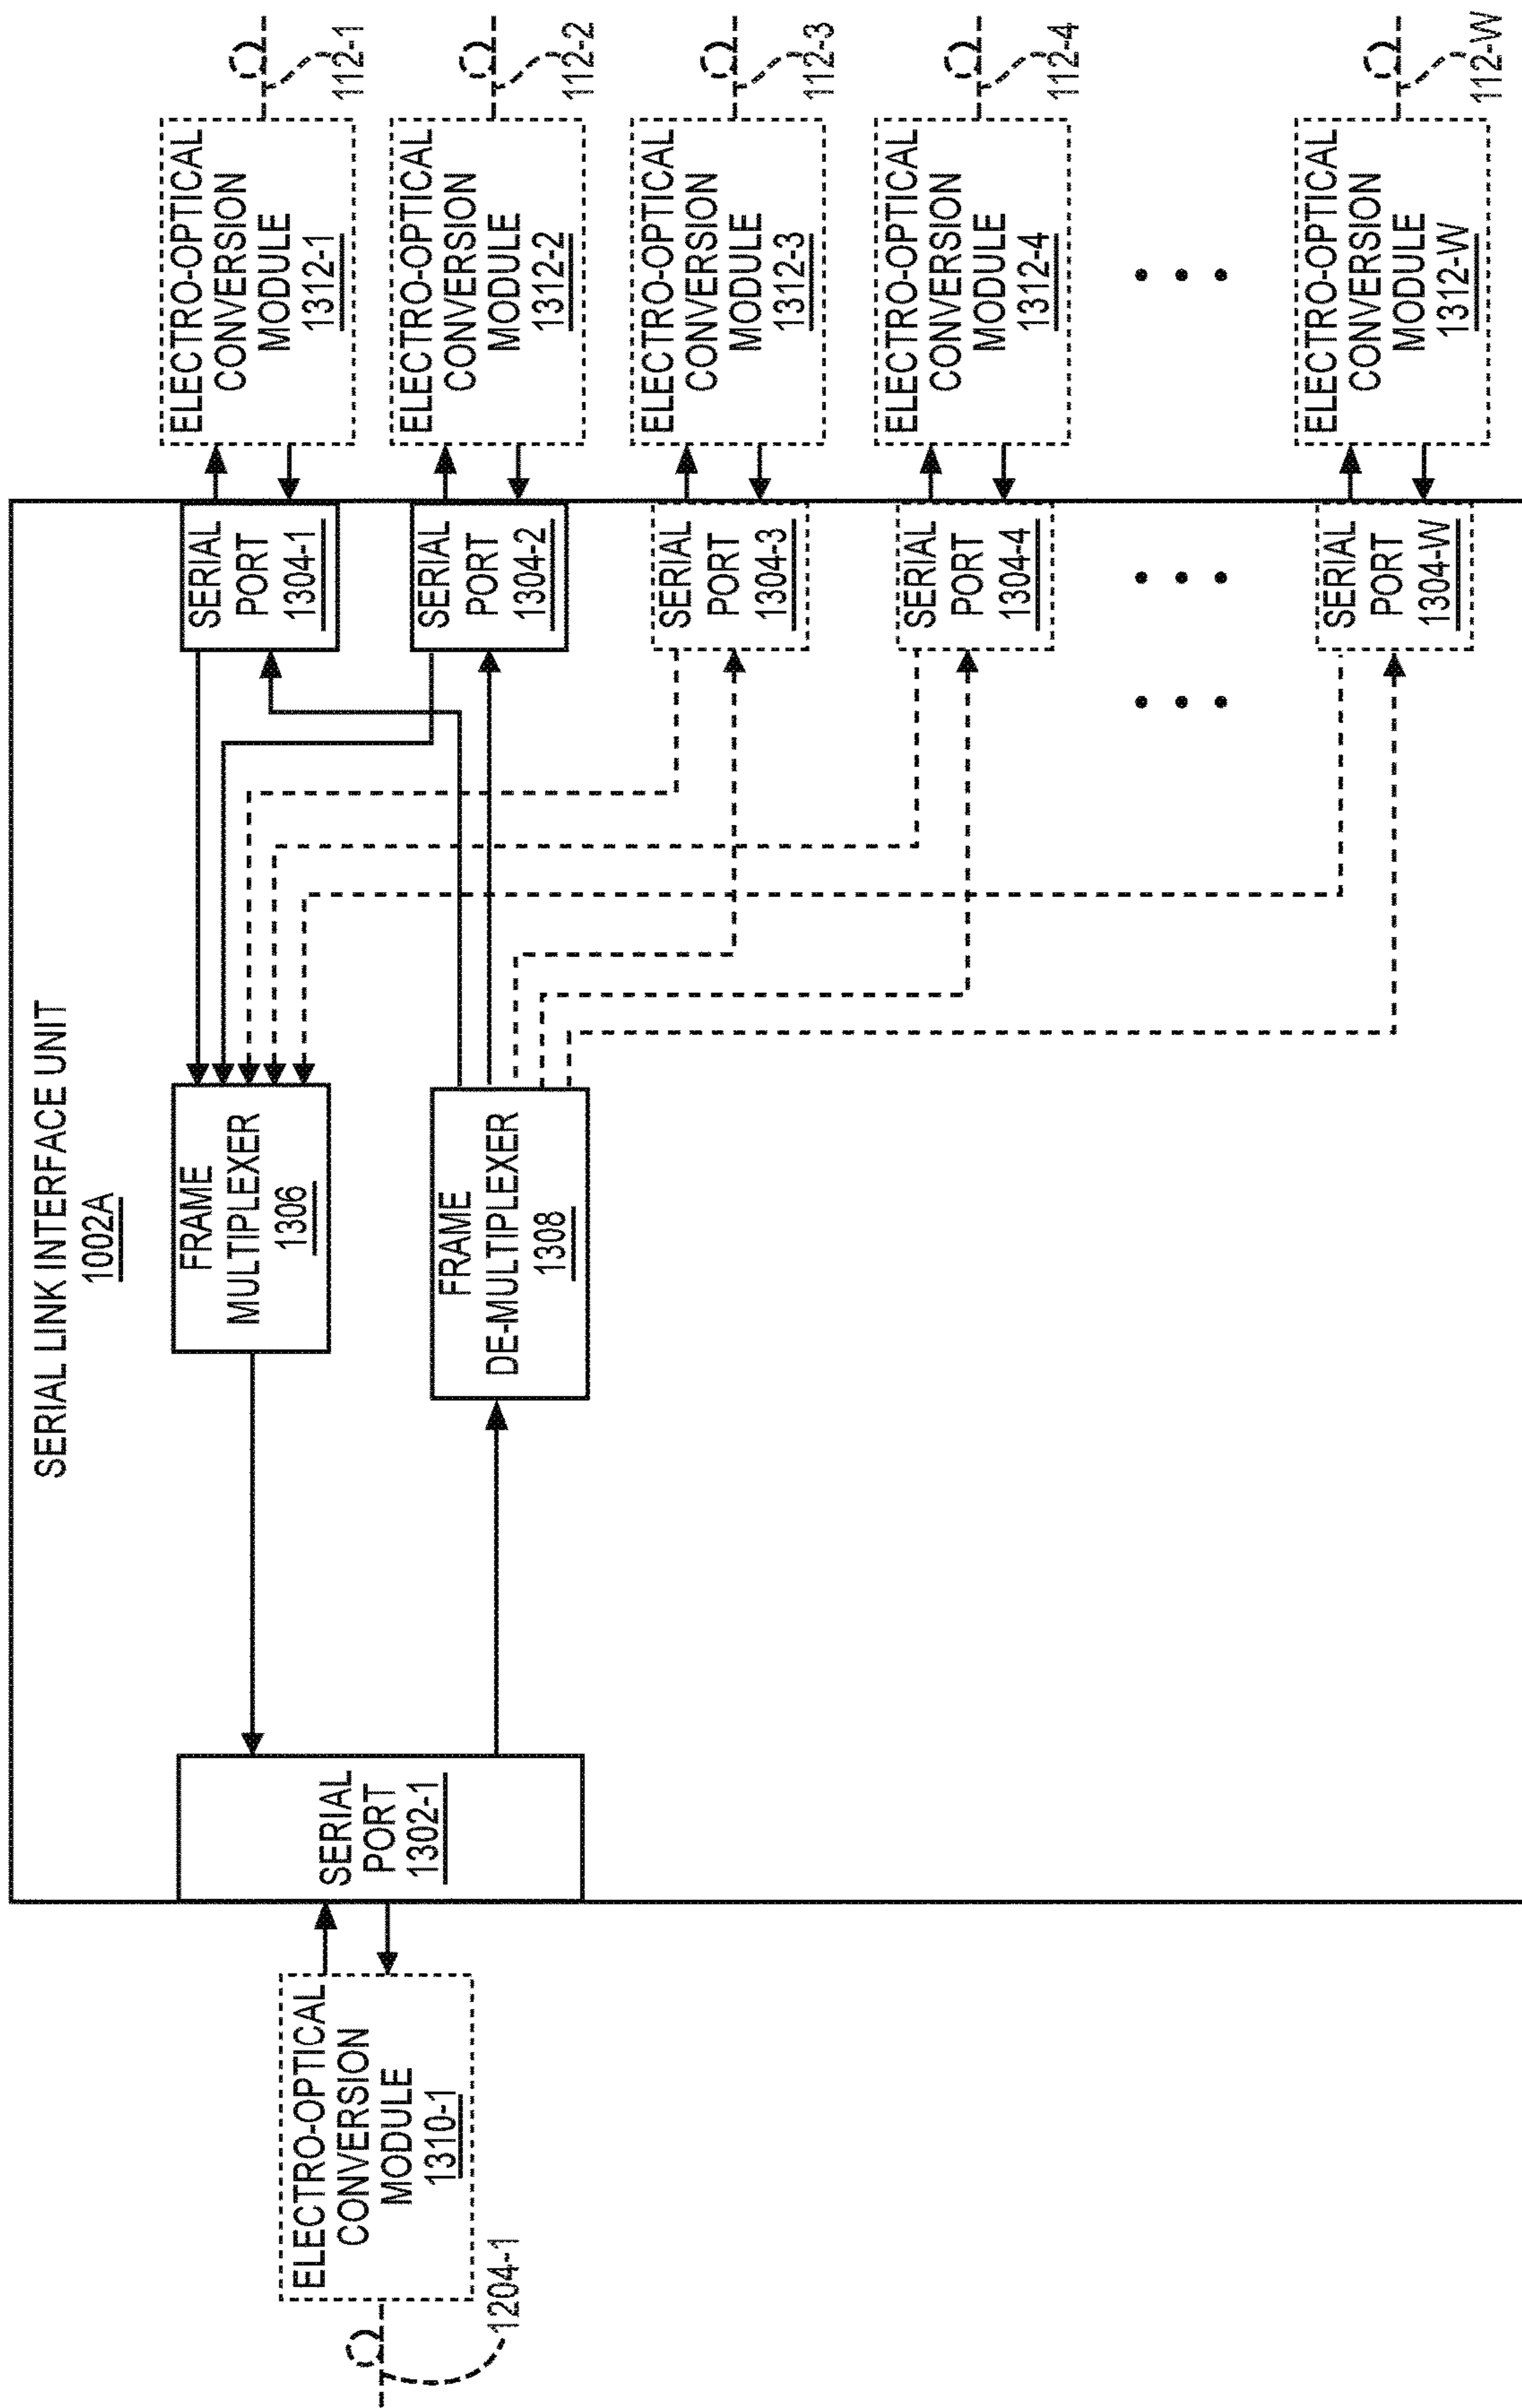 SERIAL LINK INTERFACE UNIT
1002A
ELECTRO-OPTICAL
CONVERSION
MODULE
1310-1
1204-1
SERIAL
PORT
1302-1
FRAME
MULTIPLEXER
1306
FRAME
DE-MULTIPLEXER
1308
SERIAL
PORT
1304-1
SERIAL
PORT
1304-2
SERIAL
PORT
1304-3
SERIAL
PORT
1304-4
SERIAL
PORT
1304-W
ELECTRO-OPTICAL
CONVERSION
MODULE
1312-1
112-1
ELECTRO-OPTICAL
CONVERSION
MODULE
1312-2
112-2
ELECTRO-OPTICAL
CONVERSION
MODULE
1312-3
112-3
ELECTRO-OPTICAL
CONVERSION
MODULE
1312-4
112-4
ELECTRO-OPTICAL
CONVERSION
MODULE
1312-W
112-W